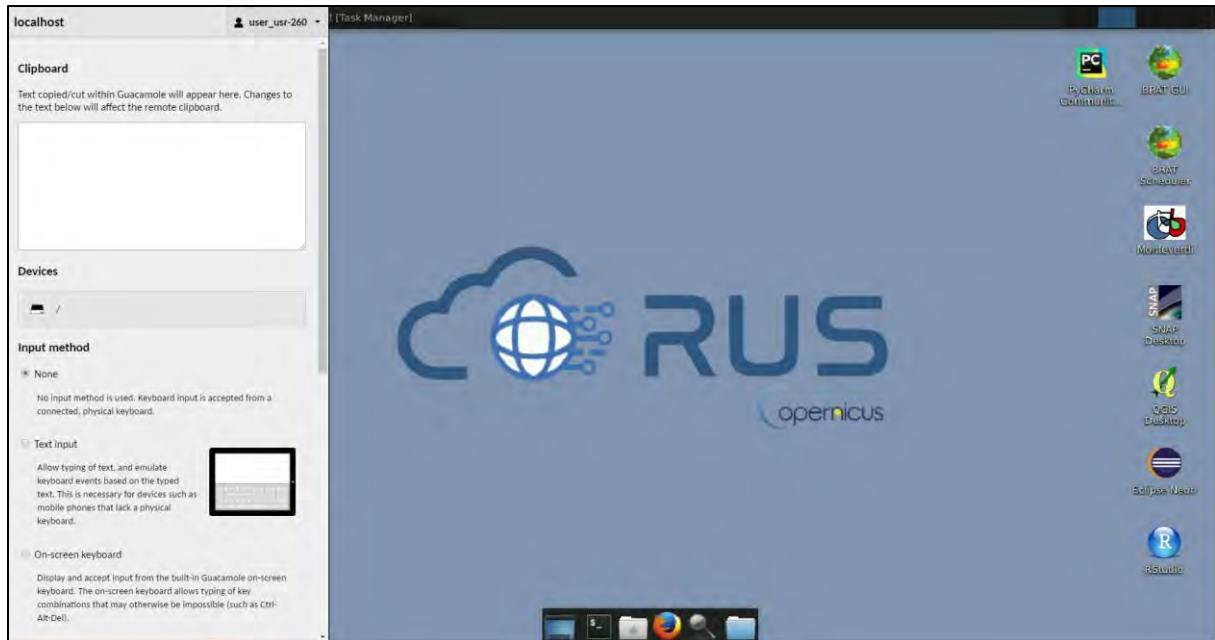 localhost
user_usr-260
[Task Manager]
Clipboard
Text copied/cut within Guacamole will appear here. Changes to
the text below will affect the remote clipboard.
Devices
/
Input method
None
No input method is used. Keyboard input is accepted from a
connected, physical keyboard.
Text input
Allow typing of text, and emulate
keyboard events based on the typed
text. This is necessary for devices such as
mobile phones that lack a physical
keyboard.
On-screen keyboard
Display and accept input from the built-in Guacamole on-screen
keyboard. The on-screen keyboard allows typing of key
combinations that may otherwise be impossible (such as Ctrl-
Alt-Del).
RUS
opernicus
PC
PyCharm
Communit...
BRAT GUI
BRAT
Scheduler
Monteverdi
SNAP
SNAP
Desktop
QGIS
Desktop
Eclipse Neon
R
RStudio
$_